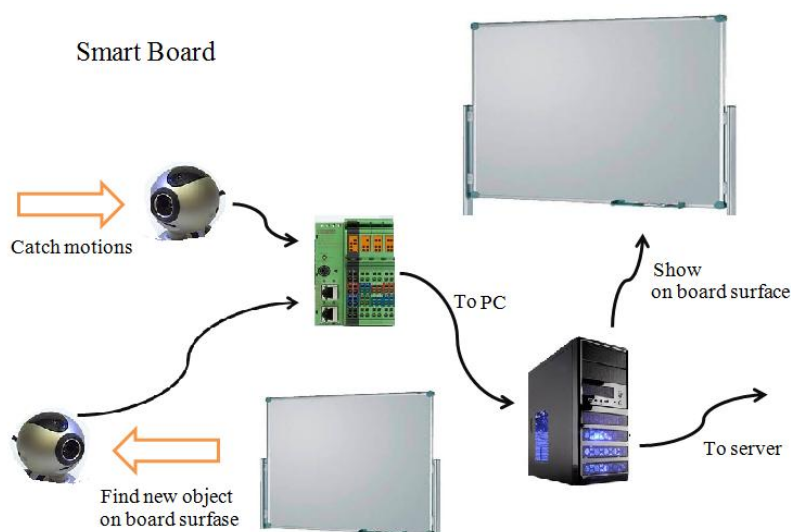 Smart Board
Catch motions
To PC
Show
on board surface
To server
Find new object
on board surfase